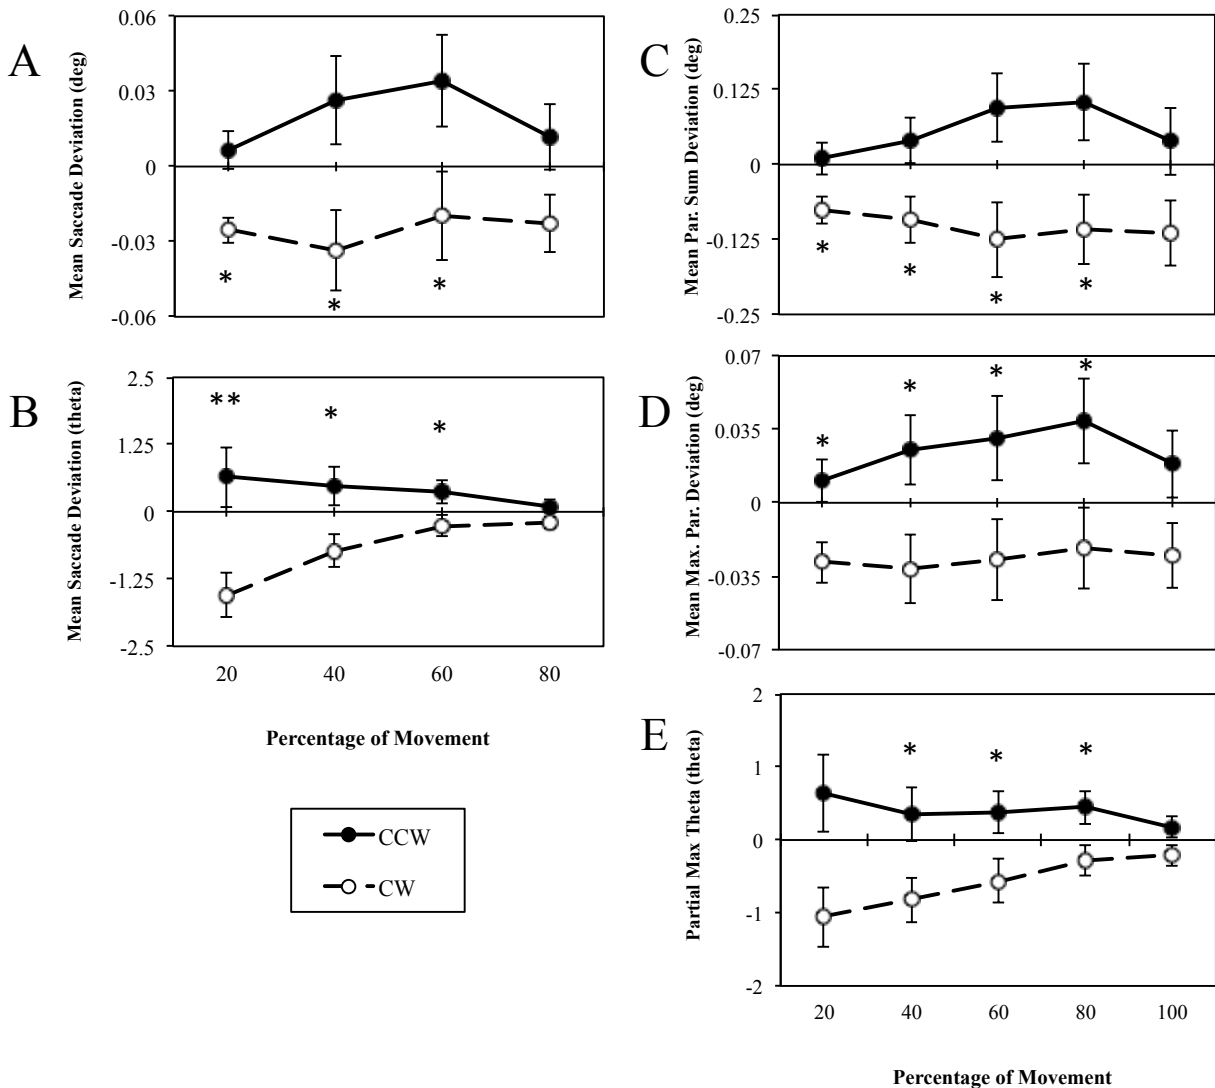 A
Mean Saccade Deviation (deg)
0.06
0.03
0
-0.03
-0.06
* * *
B
Mean Saccade Deviation (theta)
2.5
1.25
0
-1.25
-2.5
** * *
20 40 60 80
Percentage of Movement
CCW
CW
C
Mean Par. Sum Deviation (deg)
0.25
0.125
0
-0.125
-0.25
* * * *
D
Mean Max. Par. Deviation (deg)
0.07
0.035
0
-0.035
-0.07
* * * *
E
Partial Max Theta (theta)
2
1
0
-1
-2
* * *
20 40 60 80 100
Percentage of Movement